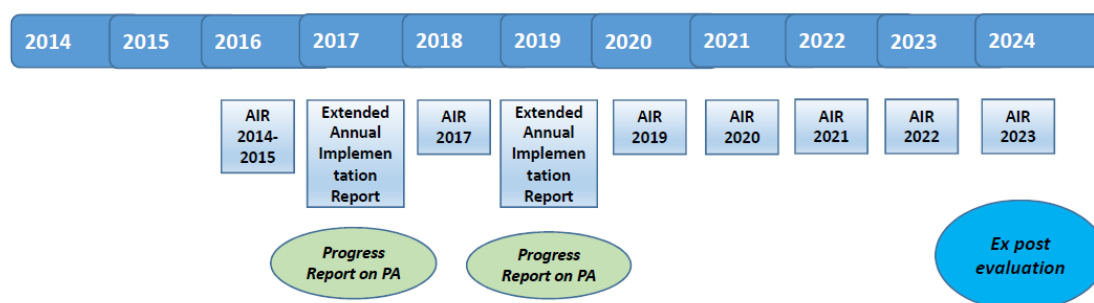 2014 2015 2016 2017 2018 2019 2020 2021 2022 2023 2024
AIR
2014-
2015
Extended
Annual
Implemen
tation
Report
AIR
2017
Extended
Annual
Implemen
tation
Report
AIR
2019
AIR
2020
AIR
2021
AIR
2022
AIR
2023
Progress
Report on PA
Progress
Report on PA
Ex post
evaluation